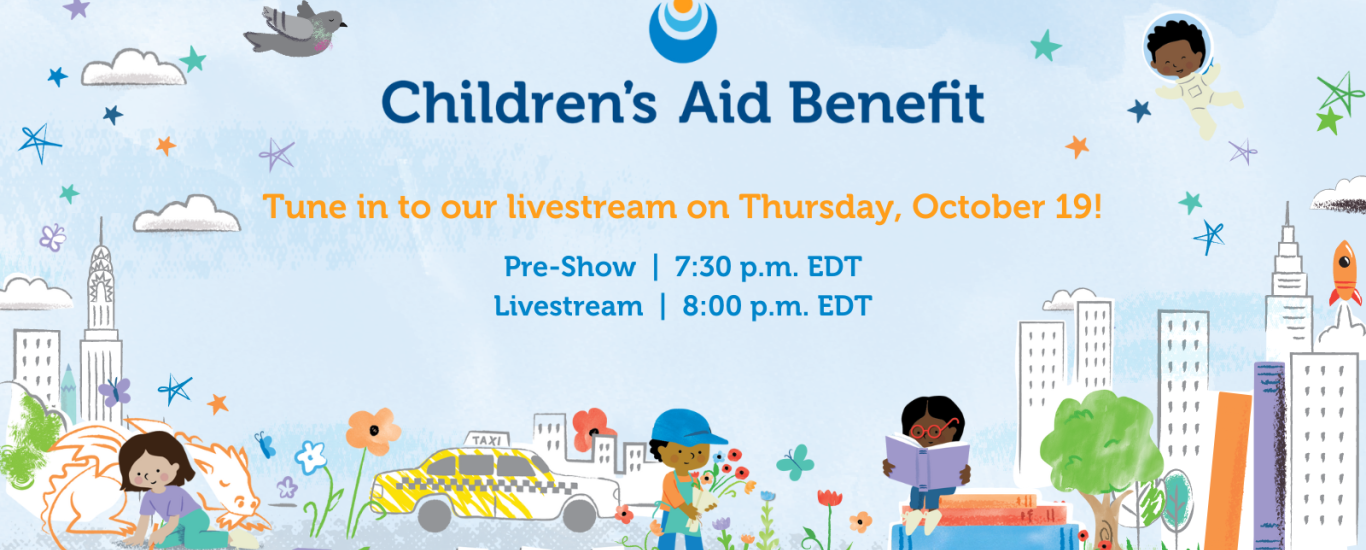 Children's Aid Benefit
Tune in to our livestream on Thursday, October 19!
Pre-Show | 7:30 p.m. EDT
Livestream | 8:00 p.m. EDT
TAXI